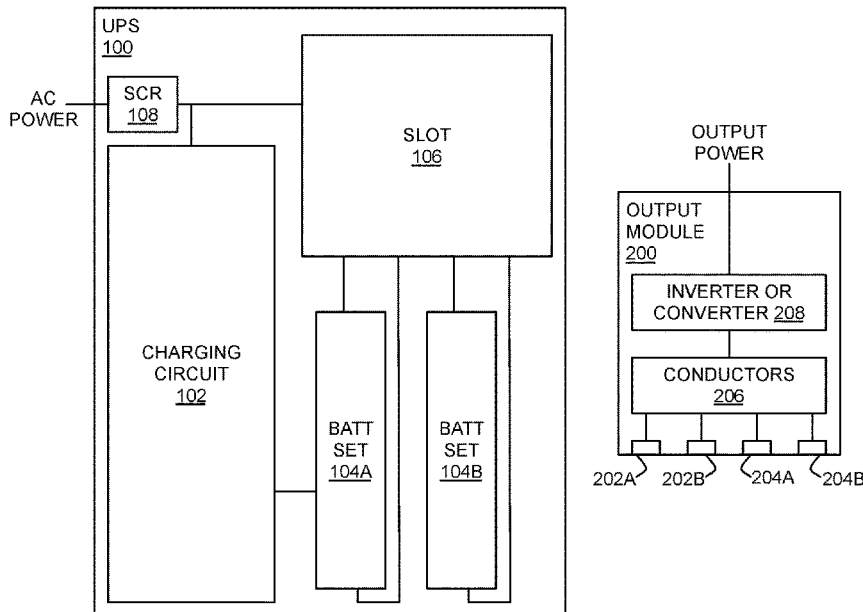 UPS
100
AC
POWER
SCR
108
SLOT
106
CHARGING
CIRCUIT
102
BATT
SET
104A
BATT
SET
104B
OUTPUT
POWER
OUTPUT
MODULE
200
INVERTER OR
CONVERTER 208
CONDUCTORS
206
202A
202B
204A
204B